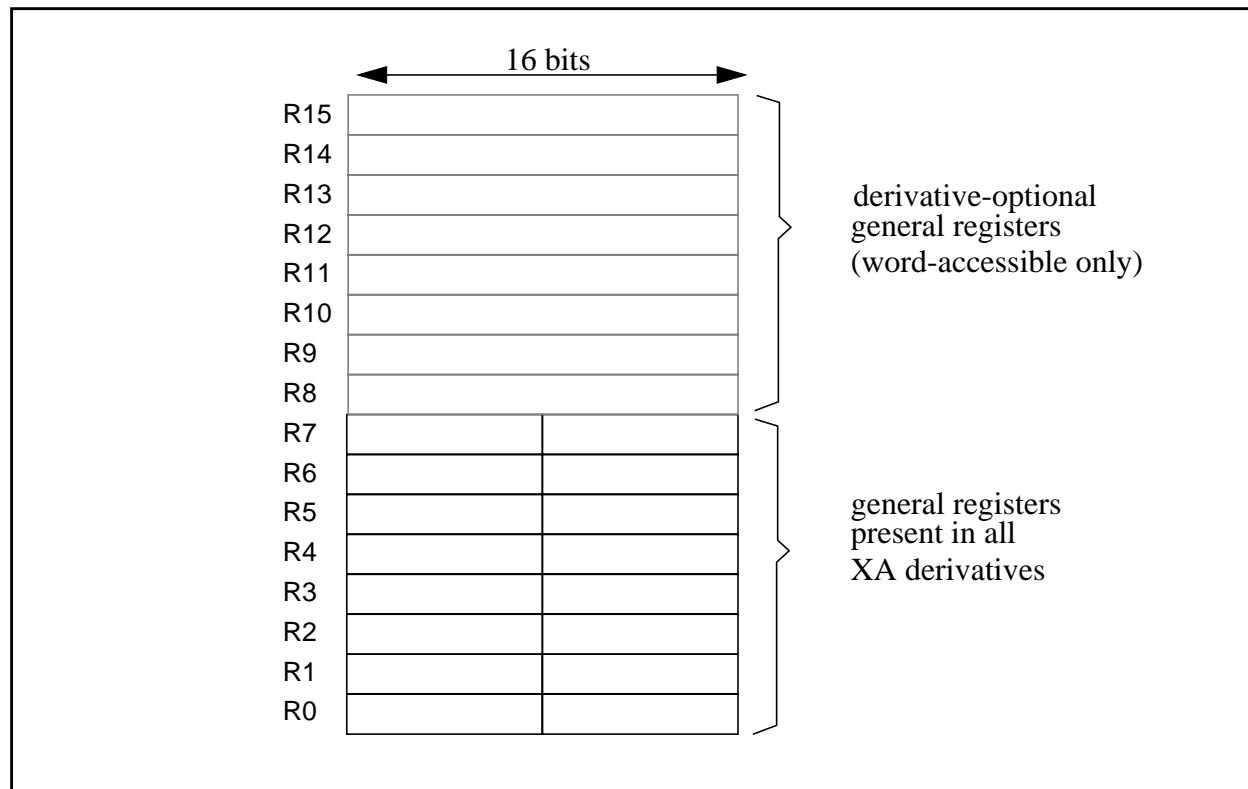 16 bits
R15
R14
R13
R12
R11
R10
R9
R8
derivative-optional
general registers
(word-accessible only)
R7
R6
R5
R4
R3
R2
R1
R0
general registers
present in all
XA derivatives